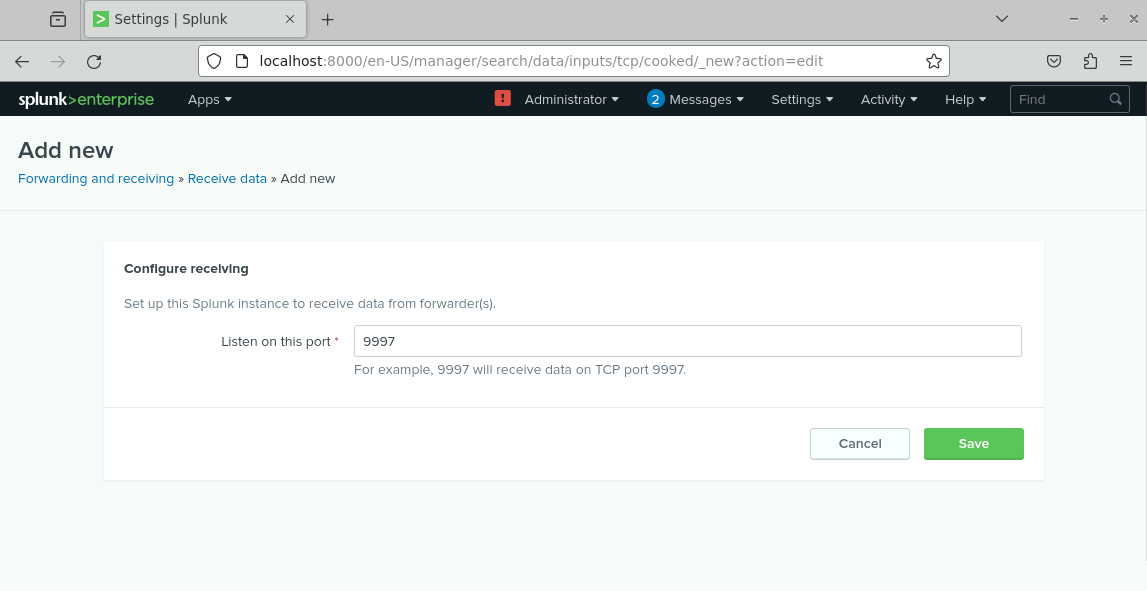 Settings | Splunk
localhost:8000/en-US/manager/search/data/inputs/tcp/cooked/_new?action=edit
splunk>enterprise Apps ! Administrator 2 Messages Settings Activity Help Find
Add new
Forwarding and receiving » Receive data » Add new
Configure receiving
Set up this Splunk instance to receive data from forwarder(s).
Listen on this port * 9997
For example, 9997 will receive data on TCP port 9997.
Cancel Save